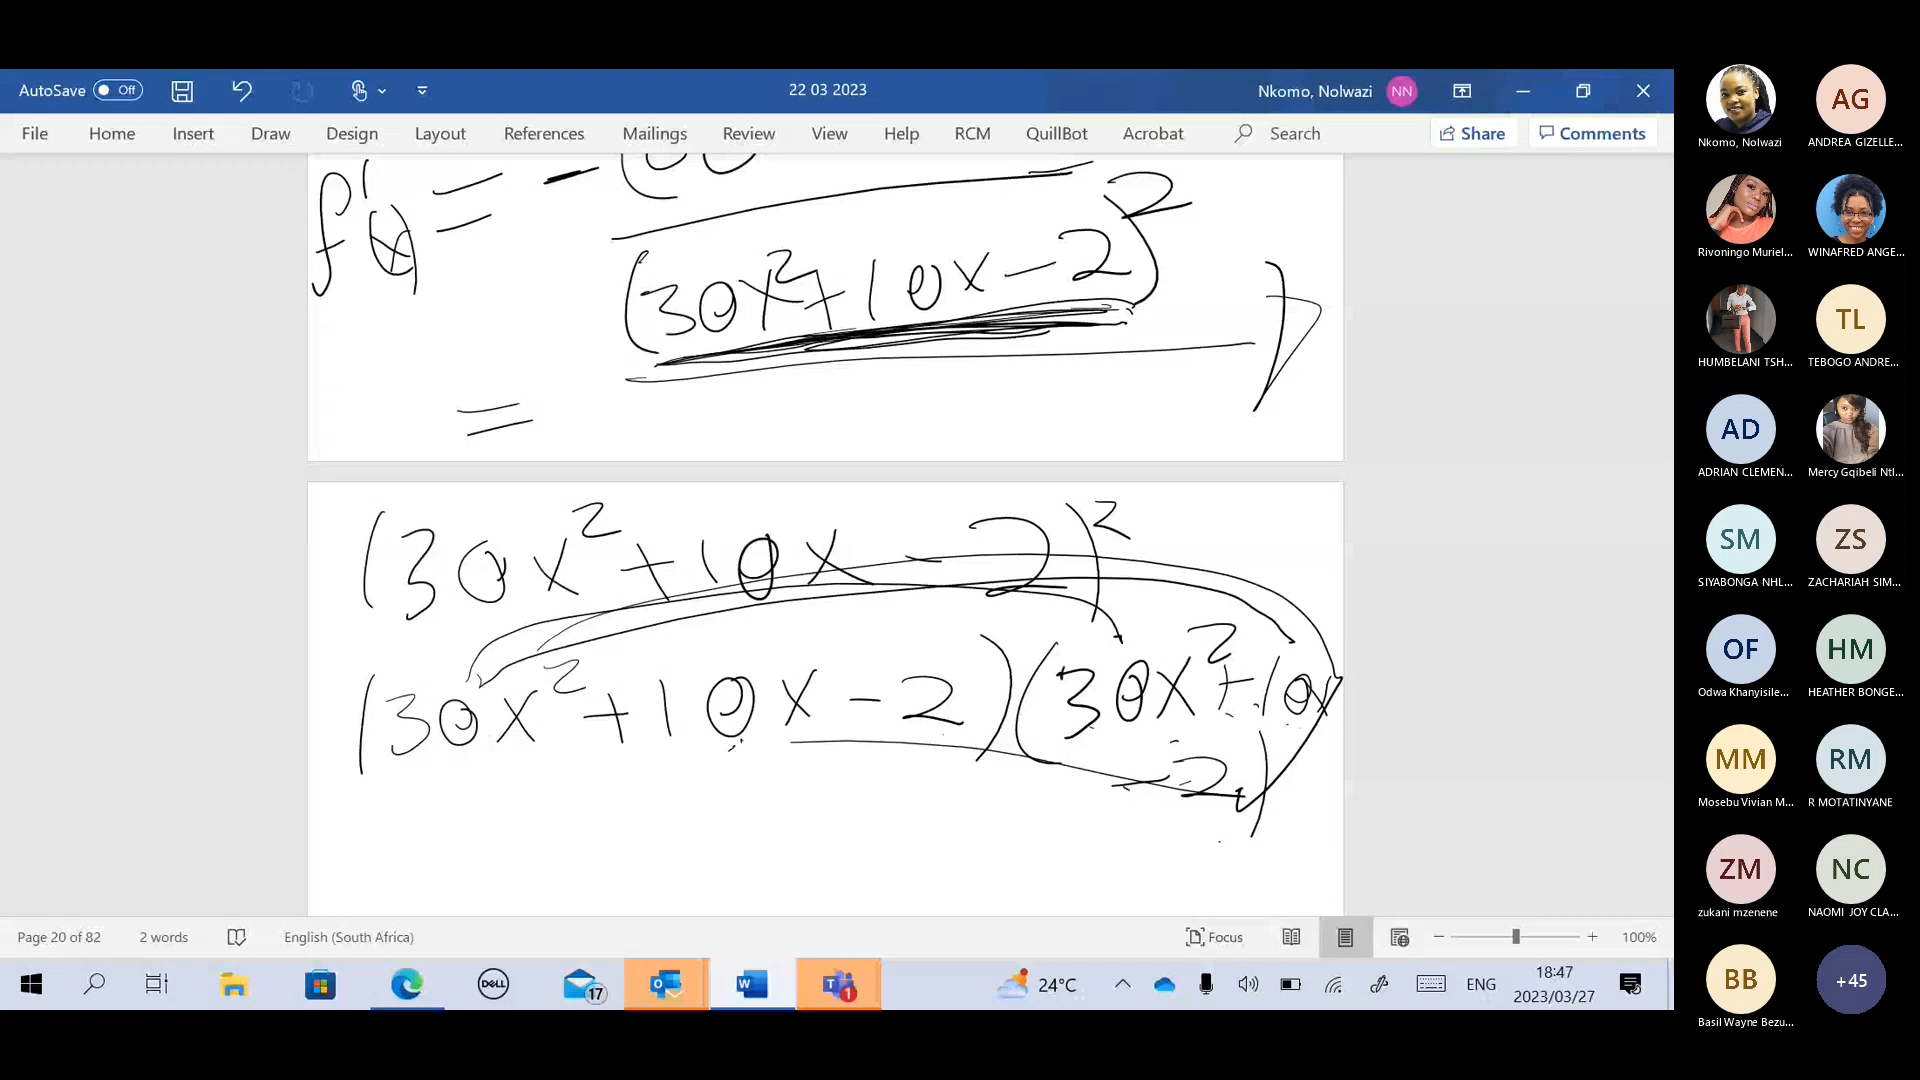 AutoSave Off
22 03 2023
Nkomo, Nolwazi NN
File Home Insert Draw Design Layout References Mailings Review View Help RCM QuillBot Acrobat Search Share Comments
f'(x) = -
(30x²+10x-2)²
=
(30x²+10x-2)²
(30x²+10x-2)(30x²+10x
-2)
Page 20 of 82 2 words English (South Africa) Focus 100%
17 DELL 1 24°C ENG 18:47
2023/03/27
Nkomo, Nolwazi
AG
ANDREA GIZELLE...
Rivoningo Muriel...
WINAFRED ANGE...
HUMBELANI TSH...
TL
TEBOGO ANDRE...
AD
ADRIAN CLEMEN...
Mercy Gqibeli Ntl...
SM
SIYABONGA NHL...
ZS
ZACHARIAH SIM...
OF
Odwa Khanyisile...
HM
HEATHER BONGE...
MM
Mosebu Vivian M...
RM
R MOTATINYANE
ZM
zukani mzenene
NC
NAOMI JOY CLA...
BB
Basil Wayne Bezu...
+45